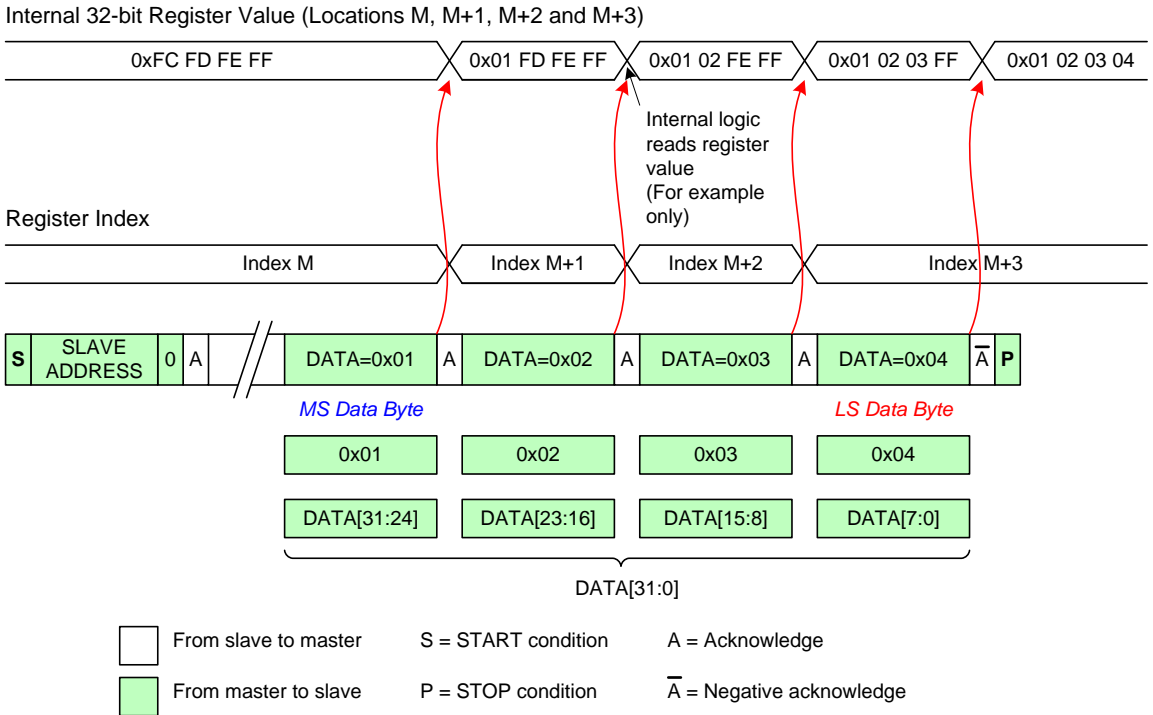 Internal 32-bit Register Value (Locations M, M+1, M+2 and M+3)
0xFC FD FE FF
0x01 FD FE FF
0x01 02 FE FF
0x01 02 03 FF
0x01 02 03 04
Internal logic
reads register
value
(For example
only)
Register Index
Index M
Index M+1
Index M+2
Index M+3
S
SLAVE
ADDRESS
0
A
DATA=0x01
A
DATA=0x02
A
DATA=0x03
A
DATA=0x04
A̅
P
MS Data Byte
LS Data Byte
0x01
0x02
0x03
0x04
DATA[31:24]
DATA[23:16]
DATA[15:8]
DATA[7:0]
DATA[31:0]
From slave to master
S = START condition
A = Acknowledge
From master to slave
P = STOP condition
A̅ = Negative acknowledge